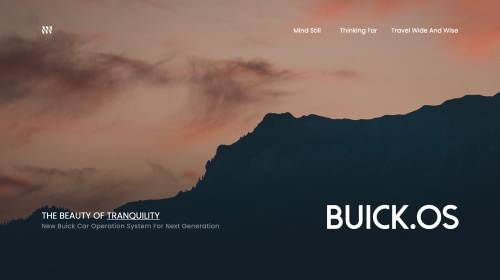 Mind Still
Thinking Far
Travel Wide And Wise
THE BEAUTY OF TRANQUILITY
New Buick Car Operation System For Next Generation
BUICK.OS